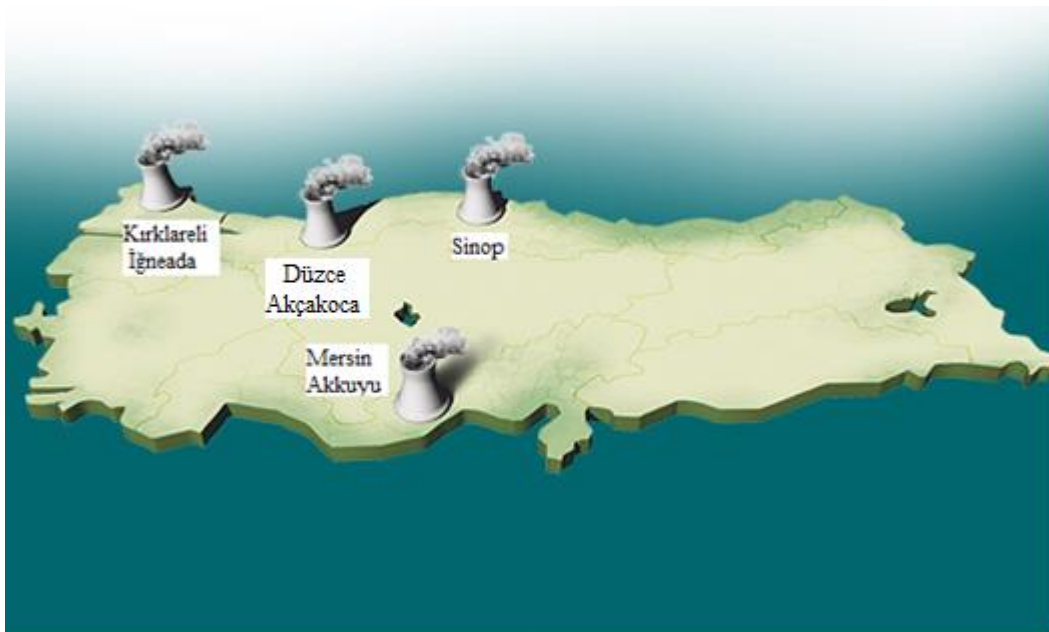 Kırklareli
İğneada
Düzce
Akçakoca
Sinop
Mersin
Akkuyu